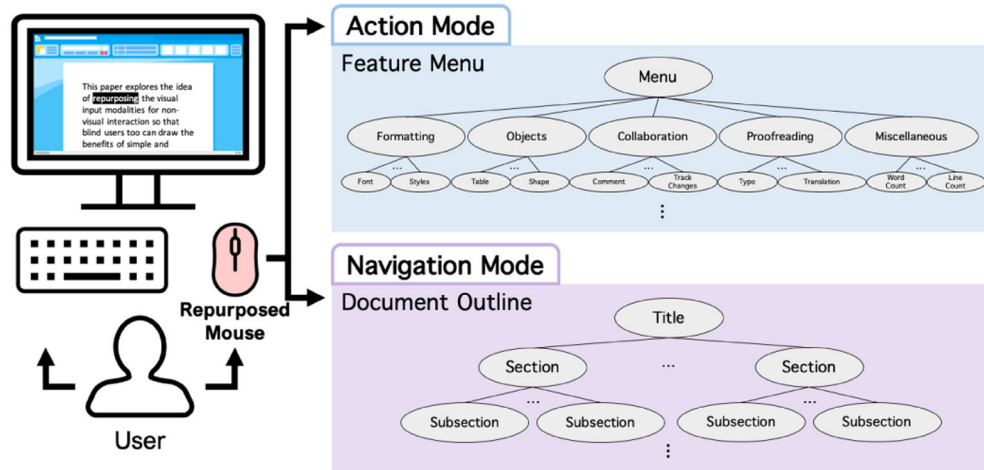 This paper explores the idea
of repurposing the visual
input modalities for non-
visual interaction so that
blind users too can draw the
benefits of simple and
Repurposed
Mouse
User
Action Mode
Feature Menu
Menu
Formatting Objects Collaboration Proofreading Miscellaneous
... ... ... ... ...
Font Styles Table Shape Comment Track Changes Typo Translation Word Count Line Count
...
Navigation Mode
Document Outline
Title
Section ... Section
... ...
Subsection Subsection Subsection Subsection
...